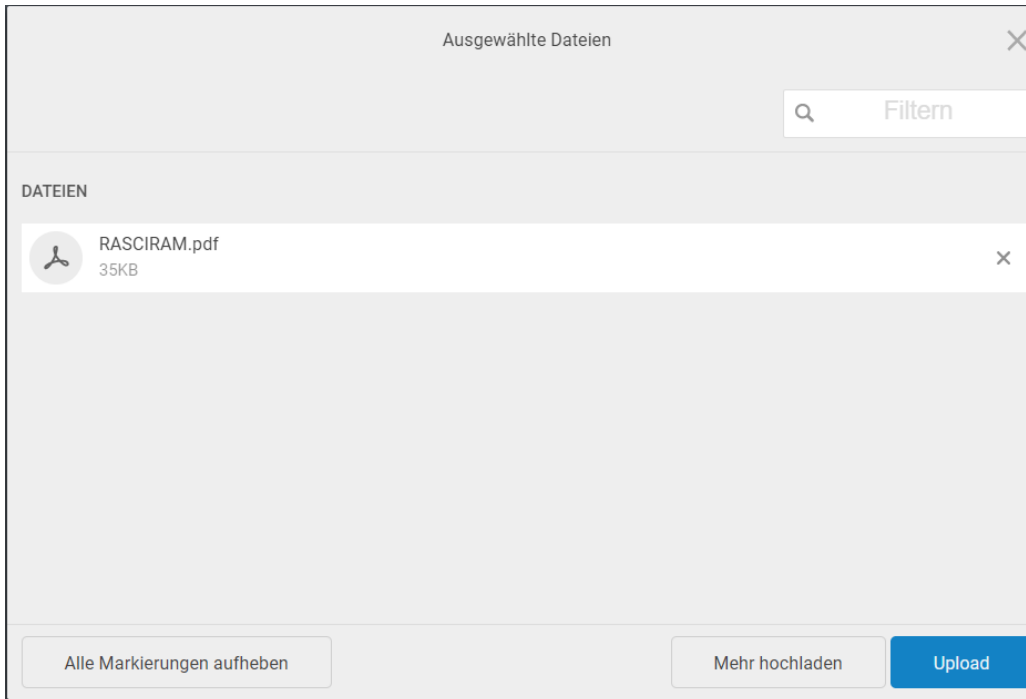 Ausgewählte Dateien
Filtern
DATEIEN
RASCIRAM.pdf
35KB
Alle Markierungen aufheben
Mehr hochladen
Upload